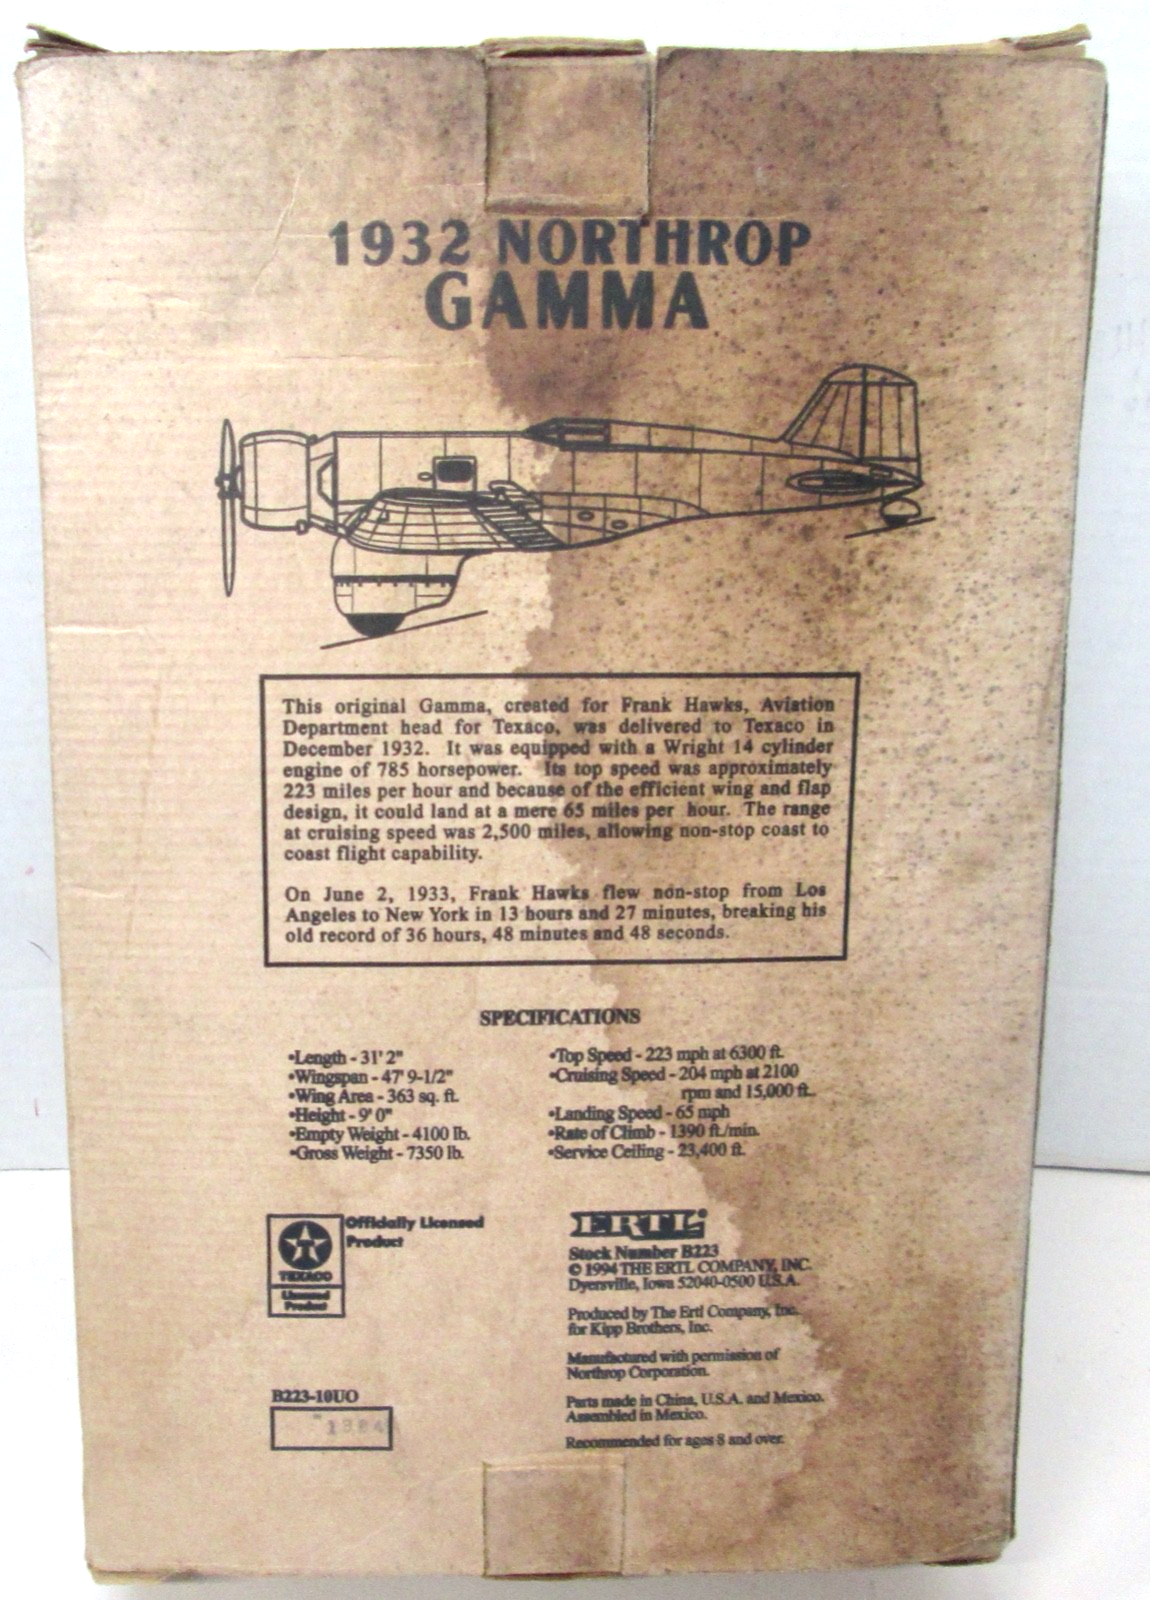 1932 NORTHROP
GAMMA
This original Gamma, created for Frank Hawks, Aviation
Department head for Texaco, was delivered to Texaco in
December 1932. It was equipped with a Wright 14 cylinder
engine of 785 horsepower. Its top speed was approximately
223 miles per hour and because of the efficient wing and flap
design, it could land at a mere 65 miles per hour. The range
at cruising speed was 2,500 miles, allowing non-stop coast to
coast flight capability.
On June 2, 1933, Frank Hawks flew non-stop from Los
Angeles to New York in 13 hours and 27 minutes, breaking his
old record of 36 hours, 48 minutes and 48 seconds.
SPECIFICATIONS
•Length - 31' 2"
•Wingspan - 47' 9-1/2"
•Wing Area - 363 sq. ft.
•Height - 9' 0"
•Empty Weight - 4100 lb.
•Gross Weight - 7350 lb.
•Top Speed - 223 mph at 6300 ft.
•Cruising Speed - 204 mph at 2100
rpm and 15,000 ft.
•Landing Speed - 65 mph
•Rate of Climb - 1390 ft./min.
•Service Ceiling - 23,400 ft.
T
TEXACO
Licensed
Product
Officially Licensed
Product
B223-10UO
ERTL®
Stock Number B223
© 1994 THE ERTL COMPANY, INC.
Dyersville, Iowa 52040-0500 U.S.A.
Produced by The Ertl Company, Inc.
for Kipp Brothers, Inc.
Manufactured with permission of
Northrop Corporation.
Parts made in China, U.S.A. and Mexico.
Assembled in Mexico.
Recommended for ages 8 and over.